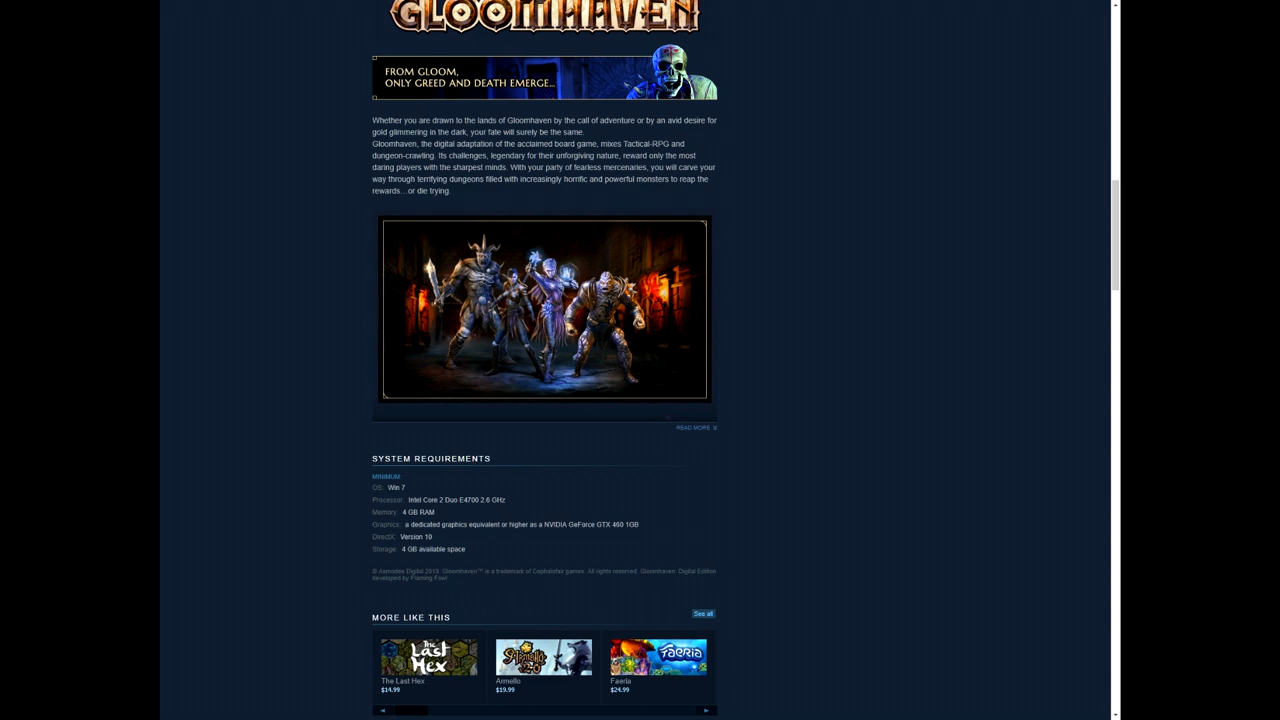 GLOOMHAVEN
FROM GLOOM,
ONLY GREED AND DEATH EMERGE...
Whether you are drawn to the lands of Gloomhaven by the call of adventure or by an avid desire for
gold glimmering in the dark, your fate will surely be the same.
Gloomhaven, the digital adaptation of the acclaimed board game, mixes Tactical-RPG and
dungeon-crawling. Its challenges, legendary for their unforgiving nature, reward only the most
daring players with the sharpest minds. With your party of fearless mercenaries, you will carve your
way through terrifying dungeons filled with increasingly horrific and powerful monsters to reap the
rewards…or die trying.
READ MORE
SYSTEM REQUIREMENTS
MINIMUM:
OS: Win 7
Processor: Intel Core 2 Duo E4700 2.6 GHz
Memory: 4 GB RAM
Graphics: a dedicated graphics equivalent or higher as a NVIDIA GeForce GTX 460 1GB
DirectX: Version 10
Storage: 4 GB available space
© Asmodee Digital 2019. Gloomhaven™ is a trademark of Cephalofair games. All rights reserved. Gloomhaven: Digital Edition
developed by Flaming Fowl
MORE LIKE THIS
See all
The Last Hex
Armello
Faeria
The Last Hex
Armello
Faeria
$14.99
$19.99
$24.99